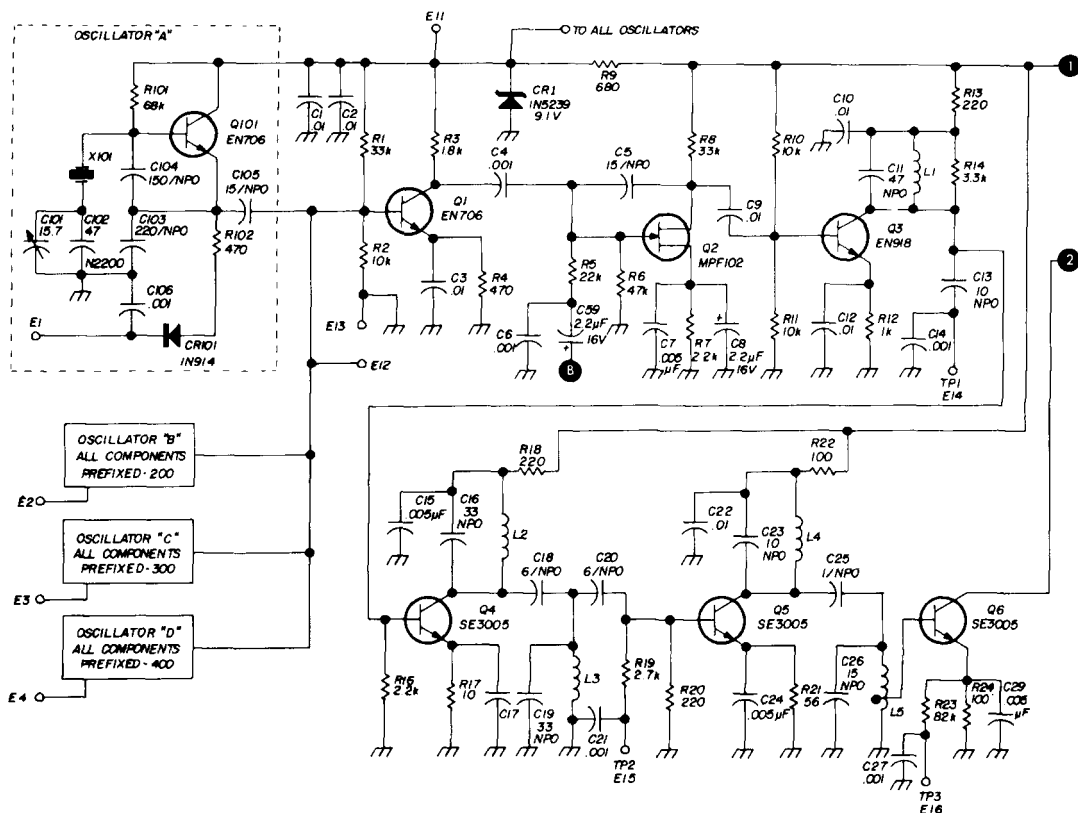 OSCILLATOR "A"
R101
68k
Q101
EN706
X101
C104
150/NPO
C105
15/NPO
C101
15.7
C102
47
N2200
C103
220/NPO
R102
470
C106
.001
E1
CR101
1N914
E11
TO ALL OSCILLATORS
C1
.01
C2
.01
R1
33k
R3
1.8k
CR1
1N5239
9.1V
R9
680
C4
.001
C5
15/NPO
Q1
EN706
R2
10k
C3
.01
R4
470
E13
E12
R5
22k
R6
47k
C6
.001
C59
2.2µF
16V
+
B
R8
33k
C9
.01
Q2
MPF102
C7
.005
µF
R7
2.2k
+
C8
2.2µF
16V
R10
10k
R11
10k
C10
.01
C11
47
NPO
L1
R13
220
R14
3.3k
Q3
EN918
C12
.01
R12
1k
C13
10
NPO
C14
.001
TP1
E14
1
2
OSCILLATOR "B"
ALL COMPONENTS
PREFIXED-200
E2
OSCILLATOR "C"
ALL COMPONENTS
PREFIXED-300
E3
OSCILLATOR "D"
ALL COMPONENTS
PREFIXED-400
E4
R18
220
C15
.005µF
C16
33
NPO
L2
C18
6/NPO
C20
6/NPO
Q4
SE3005
R16
2.2k
R17
10
C17
C19
33
NPO
L3
C21
.001
R19
2.7k
TP2
E15
R22
100
C22
.01
C23
10
NPO
L4
C25
1/NPO
Q5
SE3005
R20
220
C24
.005µF
R21
56
C26
15
NPO
L5
Q6
SE3005
R23
82k
R24
100
C29
.005
µF
C27
.001
TP3
E16